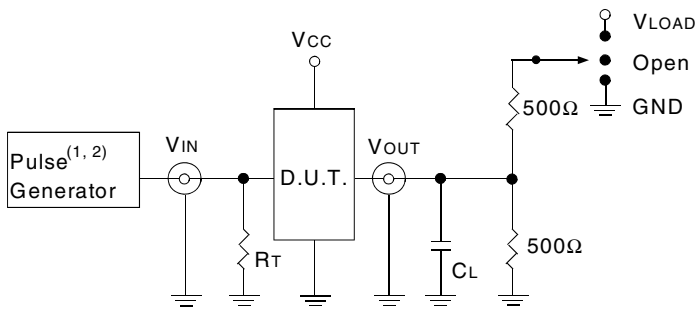 VLOAD
VCC
Open
500Ω
GND
VIN
VOUT
Pulse(1, 2)
Generator
D.U.T.
RT
CL
500Ω